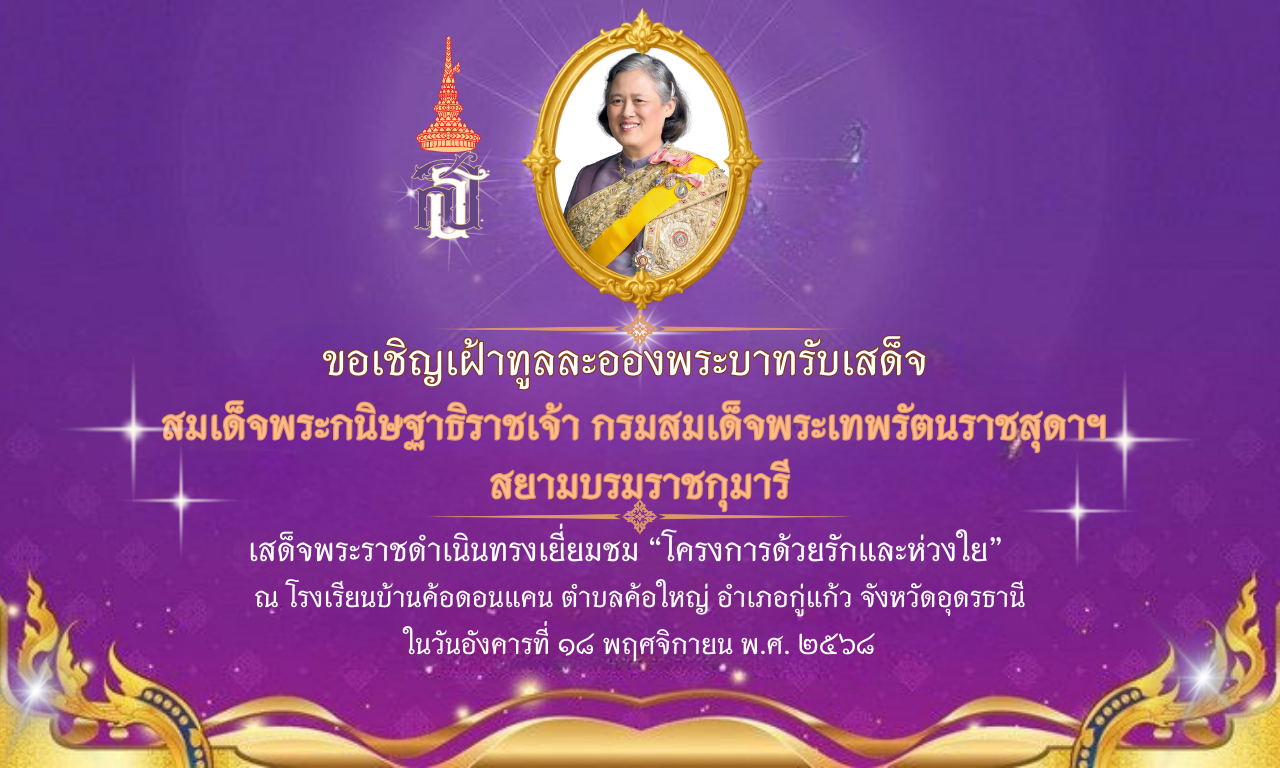 ขอเชิญเฝ้าทูลละอองพระบาทรับเสด็จ
สมเด็จพระกนิษฐาธิราชเจ้า กรมสมเด็จพระเทพรัตนราชสุดาฯ
สยามบรมราชกุมารี
เสด็จพระราชดำเนินทรงเยี่ยมชม “โครงการด้วยรักและห่วงใย”
ณ โรงเรียนบ้านค้อดอนแคน ตำบลค้อใหญ่ อำเภอกู่แก้ว จังหวัดอุดรธานี
ในวันอังคารที่ ๑๘ พฤศจิกายน พ.ศ. ๒๕๖๘